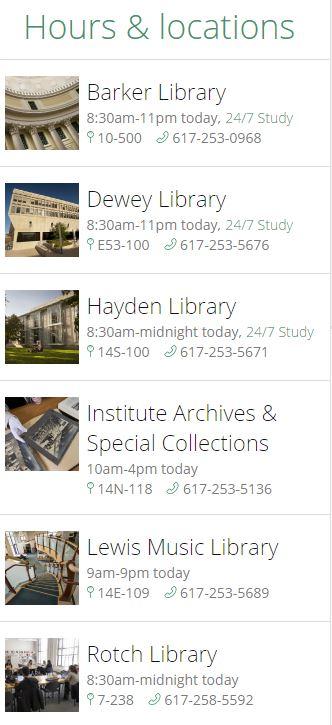 Hours & locations
Barker Library
8:30am-11pm today, 24/7 Study
10-500 617-253-0968
Dewey Library
8:30am-11pm today, 24/7 Study
E53-100 617-253-5676
Hayden Library
8:30am-midnight today, 24/7 Study
14S-100 617-253-5671
Institute Archives &
Special Collections
10am-4pm today
14N-118 617-253-5136
Lewis Music Library
9am-9pm today
14E-109 617-253-5689
Rotch Library
8:30am-midnight today
7-238 617-258-5592